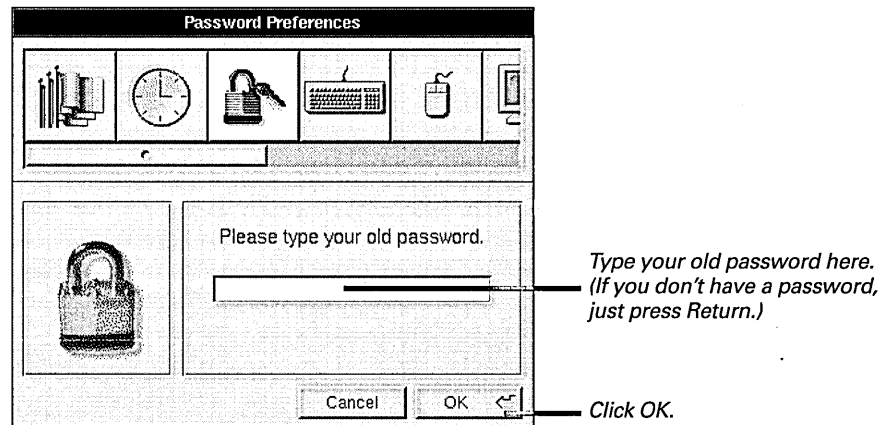 Password Preferences
Please type your old password.
Type your old password here.
(If you don't have a password,
just press Return.)
Cancel
OK
Click OK.